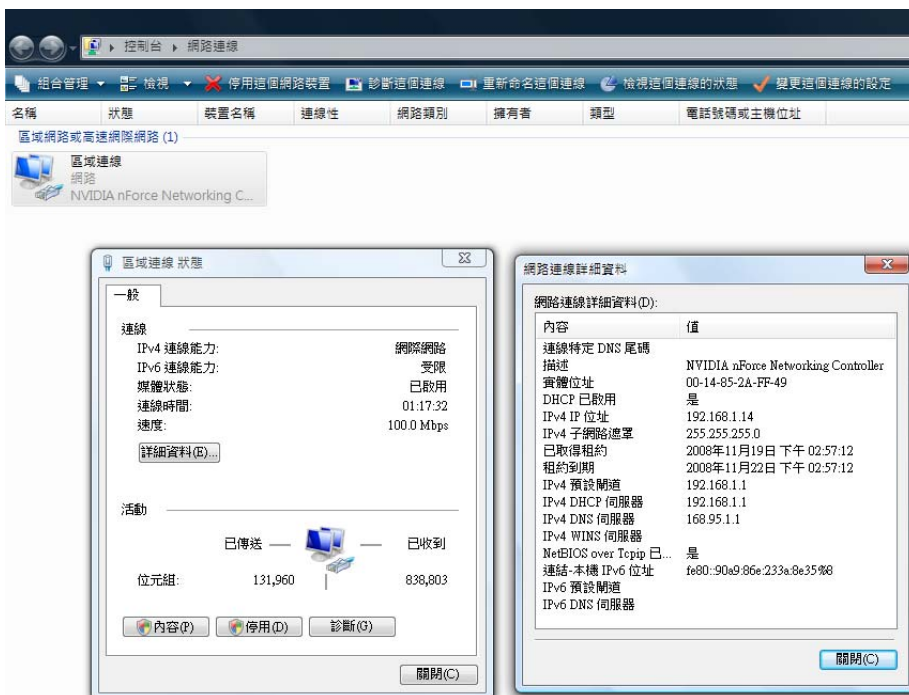 控制台 ▸ 網路連線
組合管理 檢視 停用這個網路裝置 診斷這個連線 重新命名這個連線 檢視這個連線的狀態 變更這個連線的設定
名稱 狀態 裝置名稱 連線性 網路類別 擁有者 類型 電話號碼或主機位址
區域網路或高速網際網路 (1)
區域連線
網路
NVIDIA nForce Networking C...
區域連線 狀態
一般
連線
IPv4 連線能力: 網際網路
IPv6 連線能力: 受限
媒體狀態: 已啟用
連線時間: 01:17:32
速度: 100.0 Mbps
詳細資料(E)...
活動
已傳送 — — 已收到
位元組: 131,960 838,803
內容(P) 停用(D) 診斷(G)
關閉(C)
網路連線詳細資料
網路連線詳細資料(D):
內容 值
連線特定 DNS 尾碼
描述 NVIDIA nForce Networking Controller
實體位址 00-14-85-2A-FF-49
DHCP 已啟用 是
IPv4 IP 位址 192.168.1.14
IPv4 子網路遮罩 255.255.255.0
已取得租約 2008年11月19日 下午 02:57:12
租約到期 2008年11月22日 下午 02:57:12
IPv4 預設閘道 192.168.1.1
IPv4 DHCP 伺服器 192.168.1.1
IPv4 DNS 伺服器 168.95.1.1
IPv4 WINS 伺服器
NetBIOS over Tcpip 已... 是
連結-本機 IPv6 位址 fe80::90a9:86e:233a:8e35%8
IPv6 預設閘道
IPv6 DNS 伺服器
關閉(C)